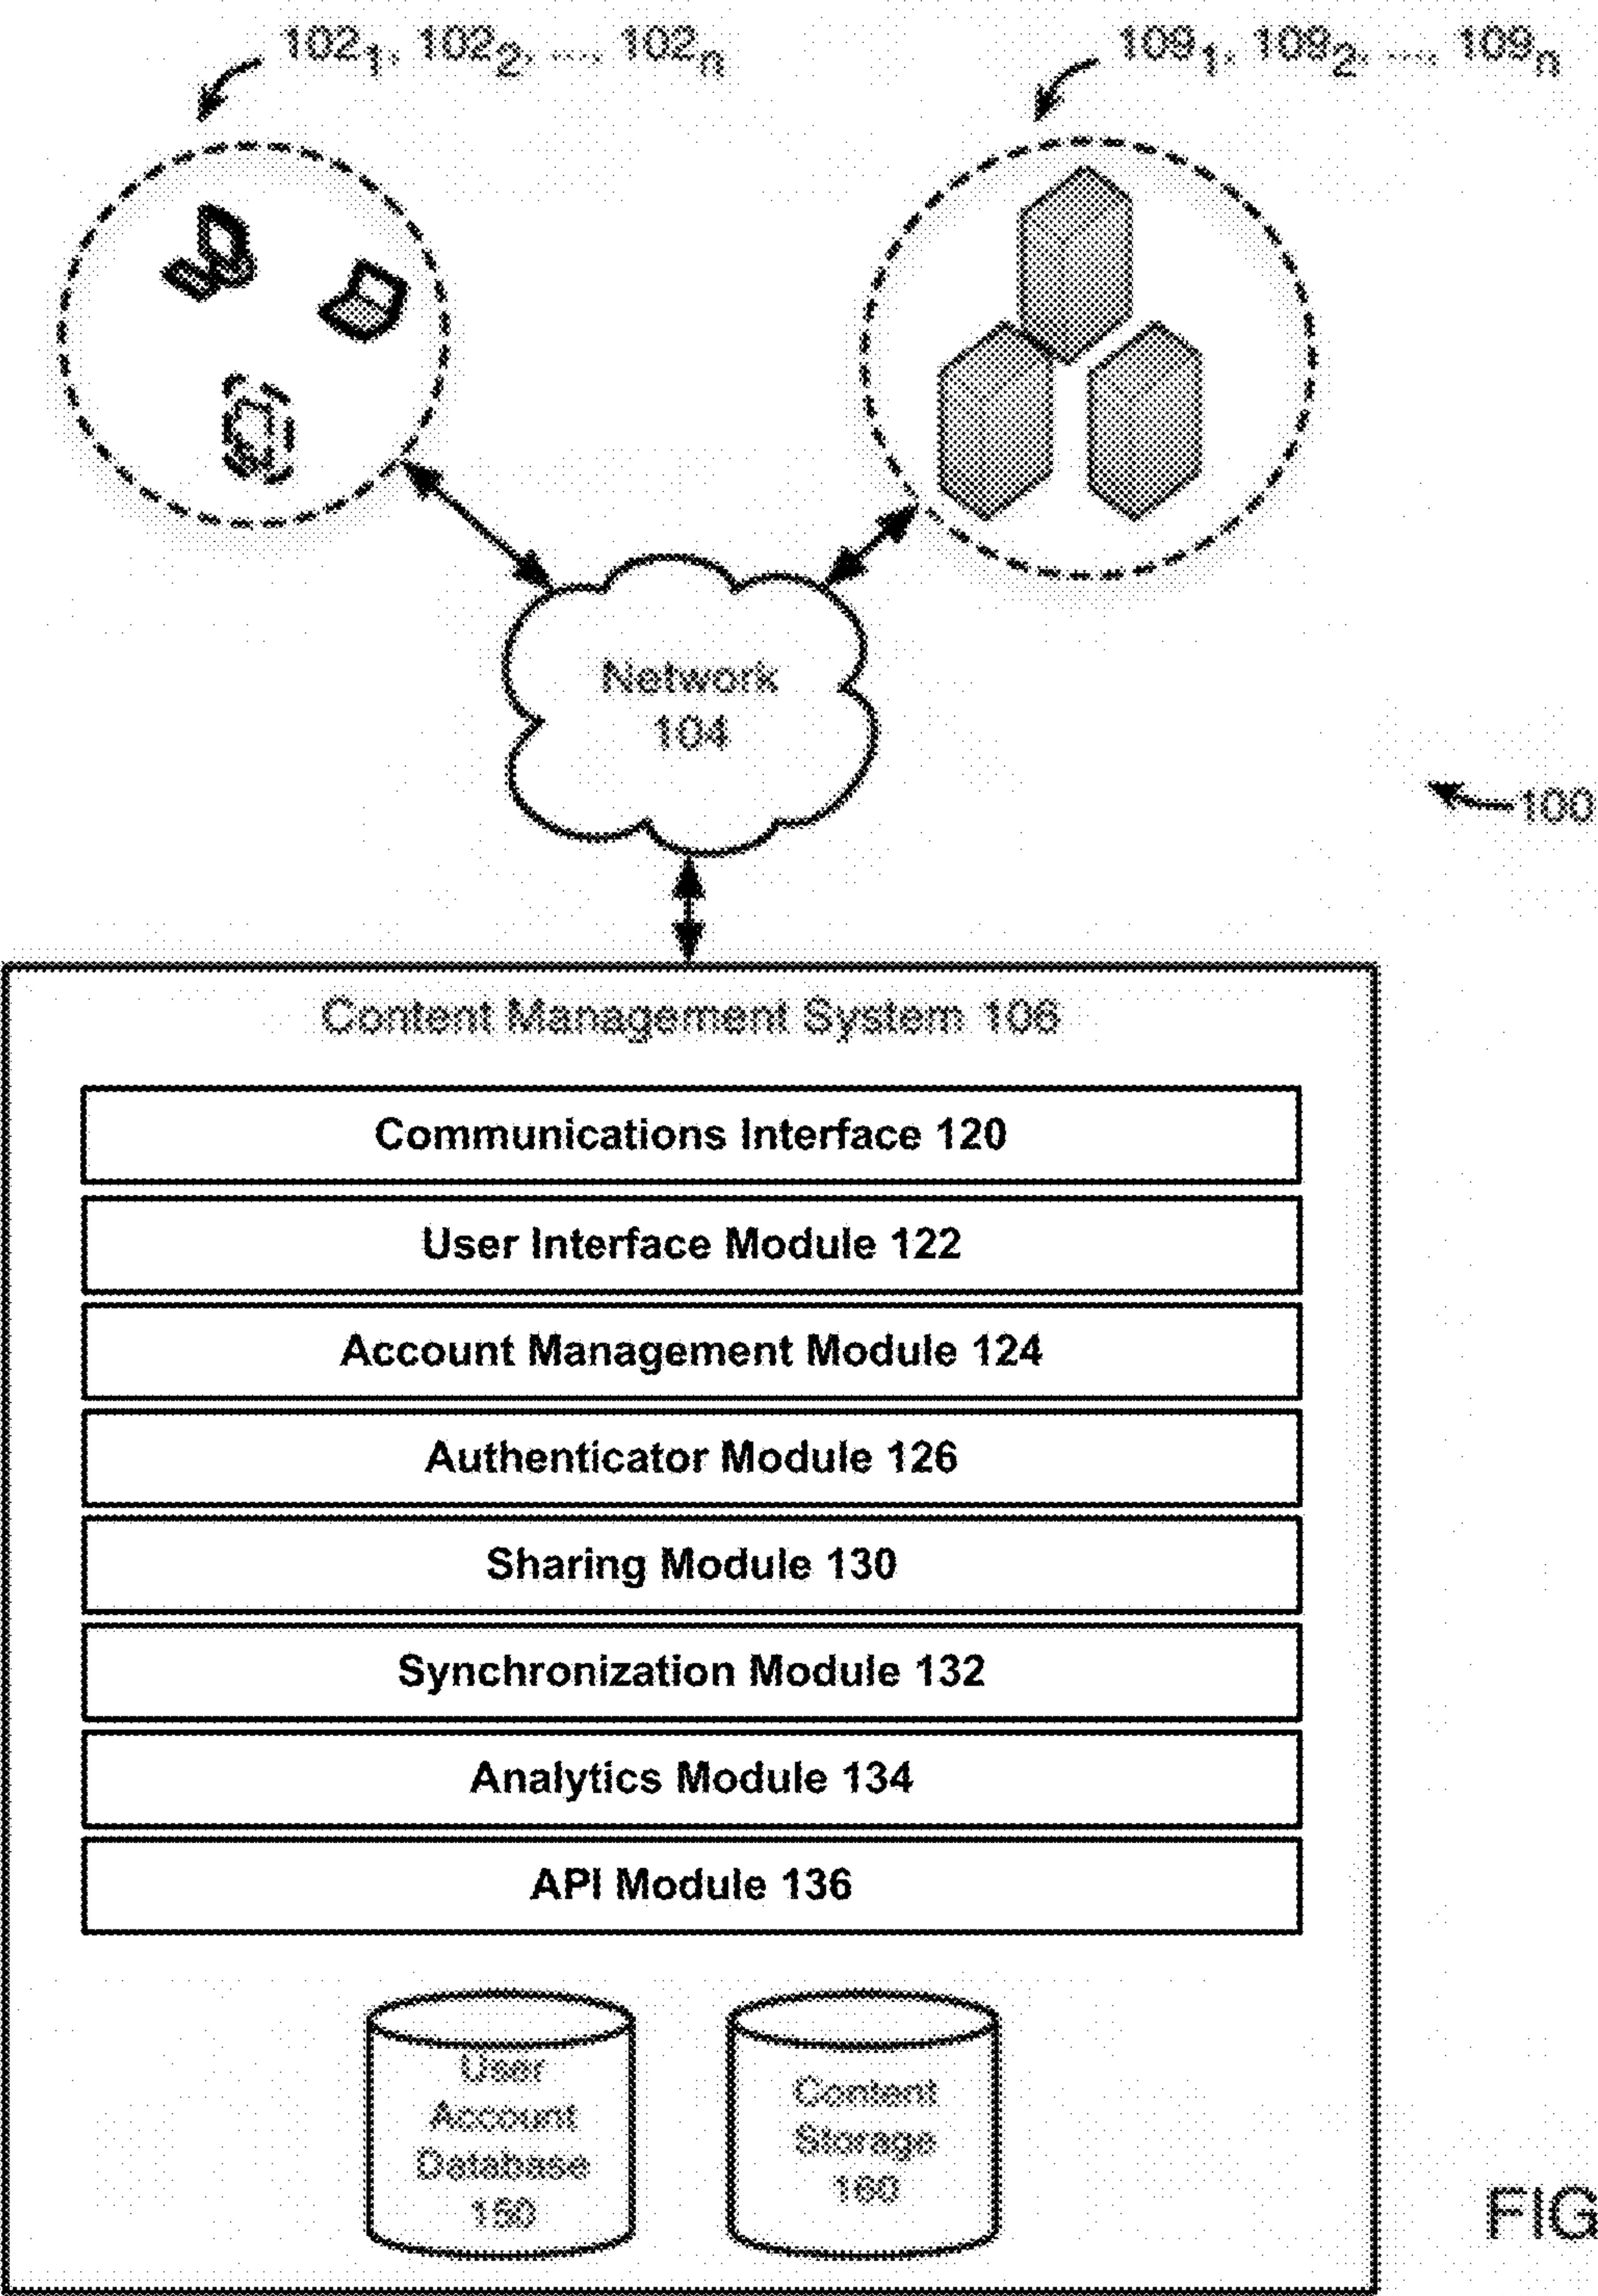 102₁, 102₂, ... 102ₙ
109₁, 109₂, ... 109ₙ
Network
104
100
Content Management System 106
Communications Interface 120
User Interface Module 122
Account Management Module 124
Authenticator Module 126
Sharing Module 130
Synchronization Module 132
Analytics Module 134
API Module 136
User
Account
Database
150
Content
Storage
160
FIG